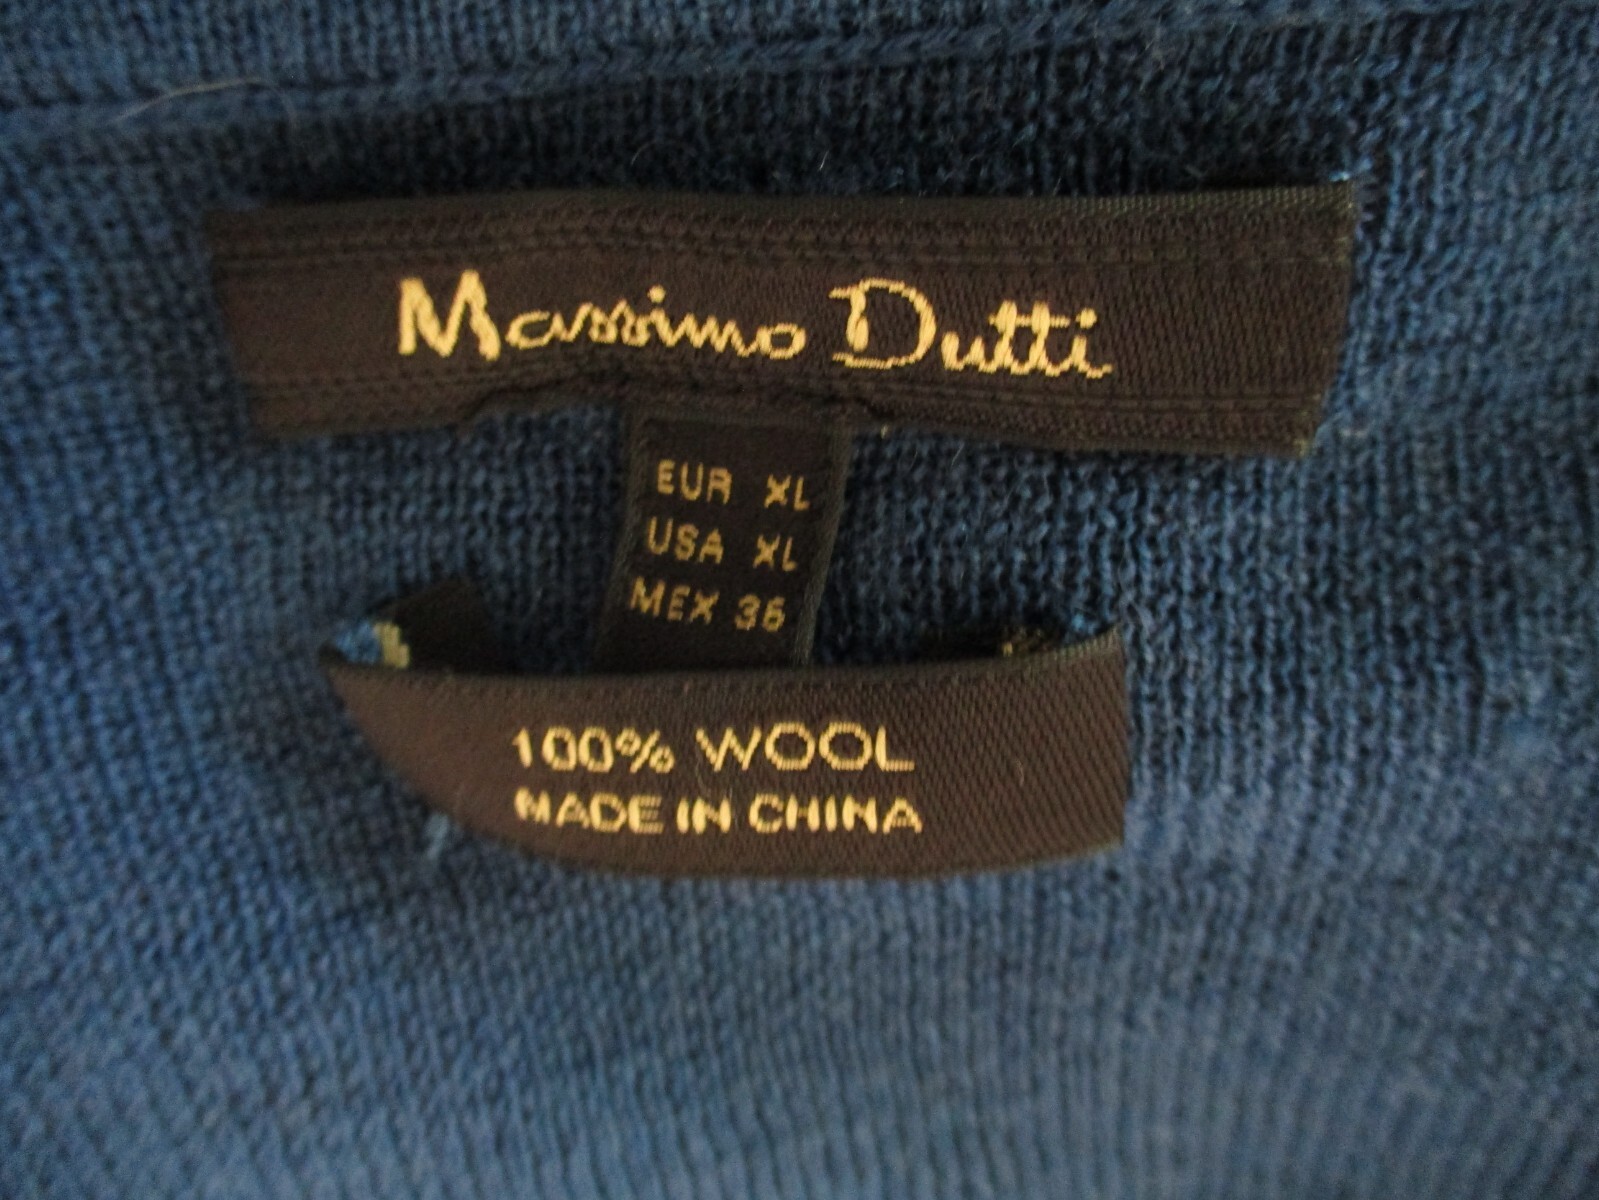 Massimo Dutti
EUR XL
USA XL
MEX 36
100% WOOL
MADE IN CHINA